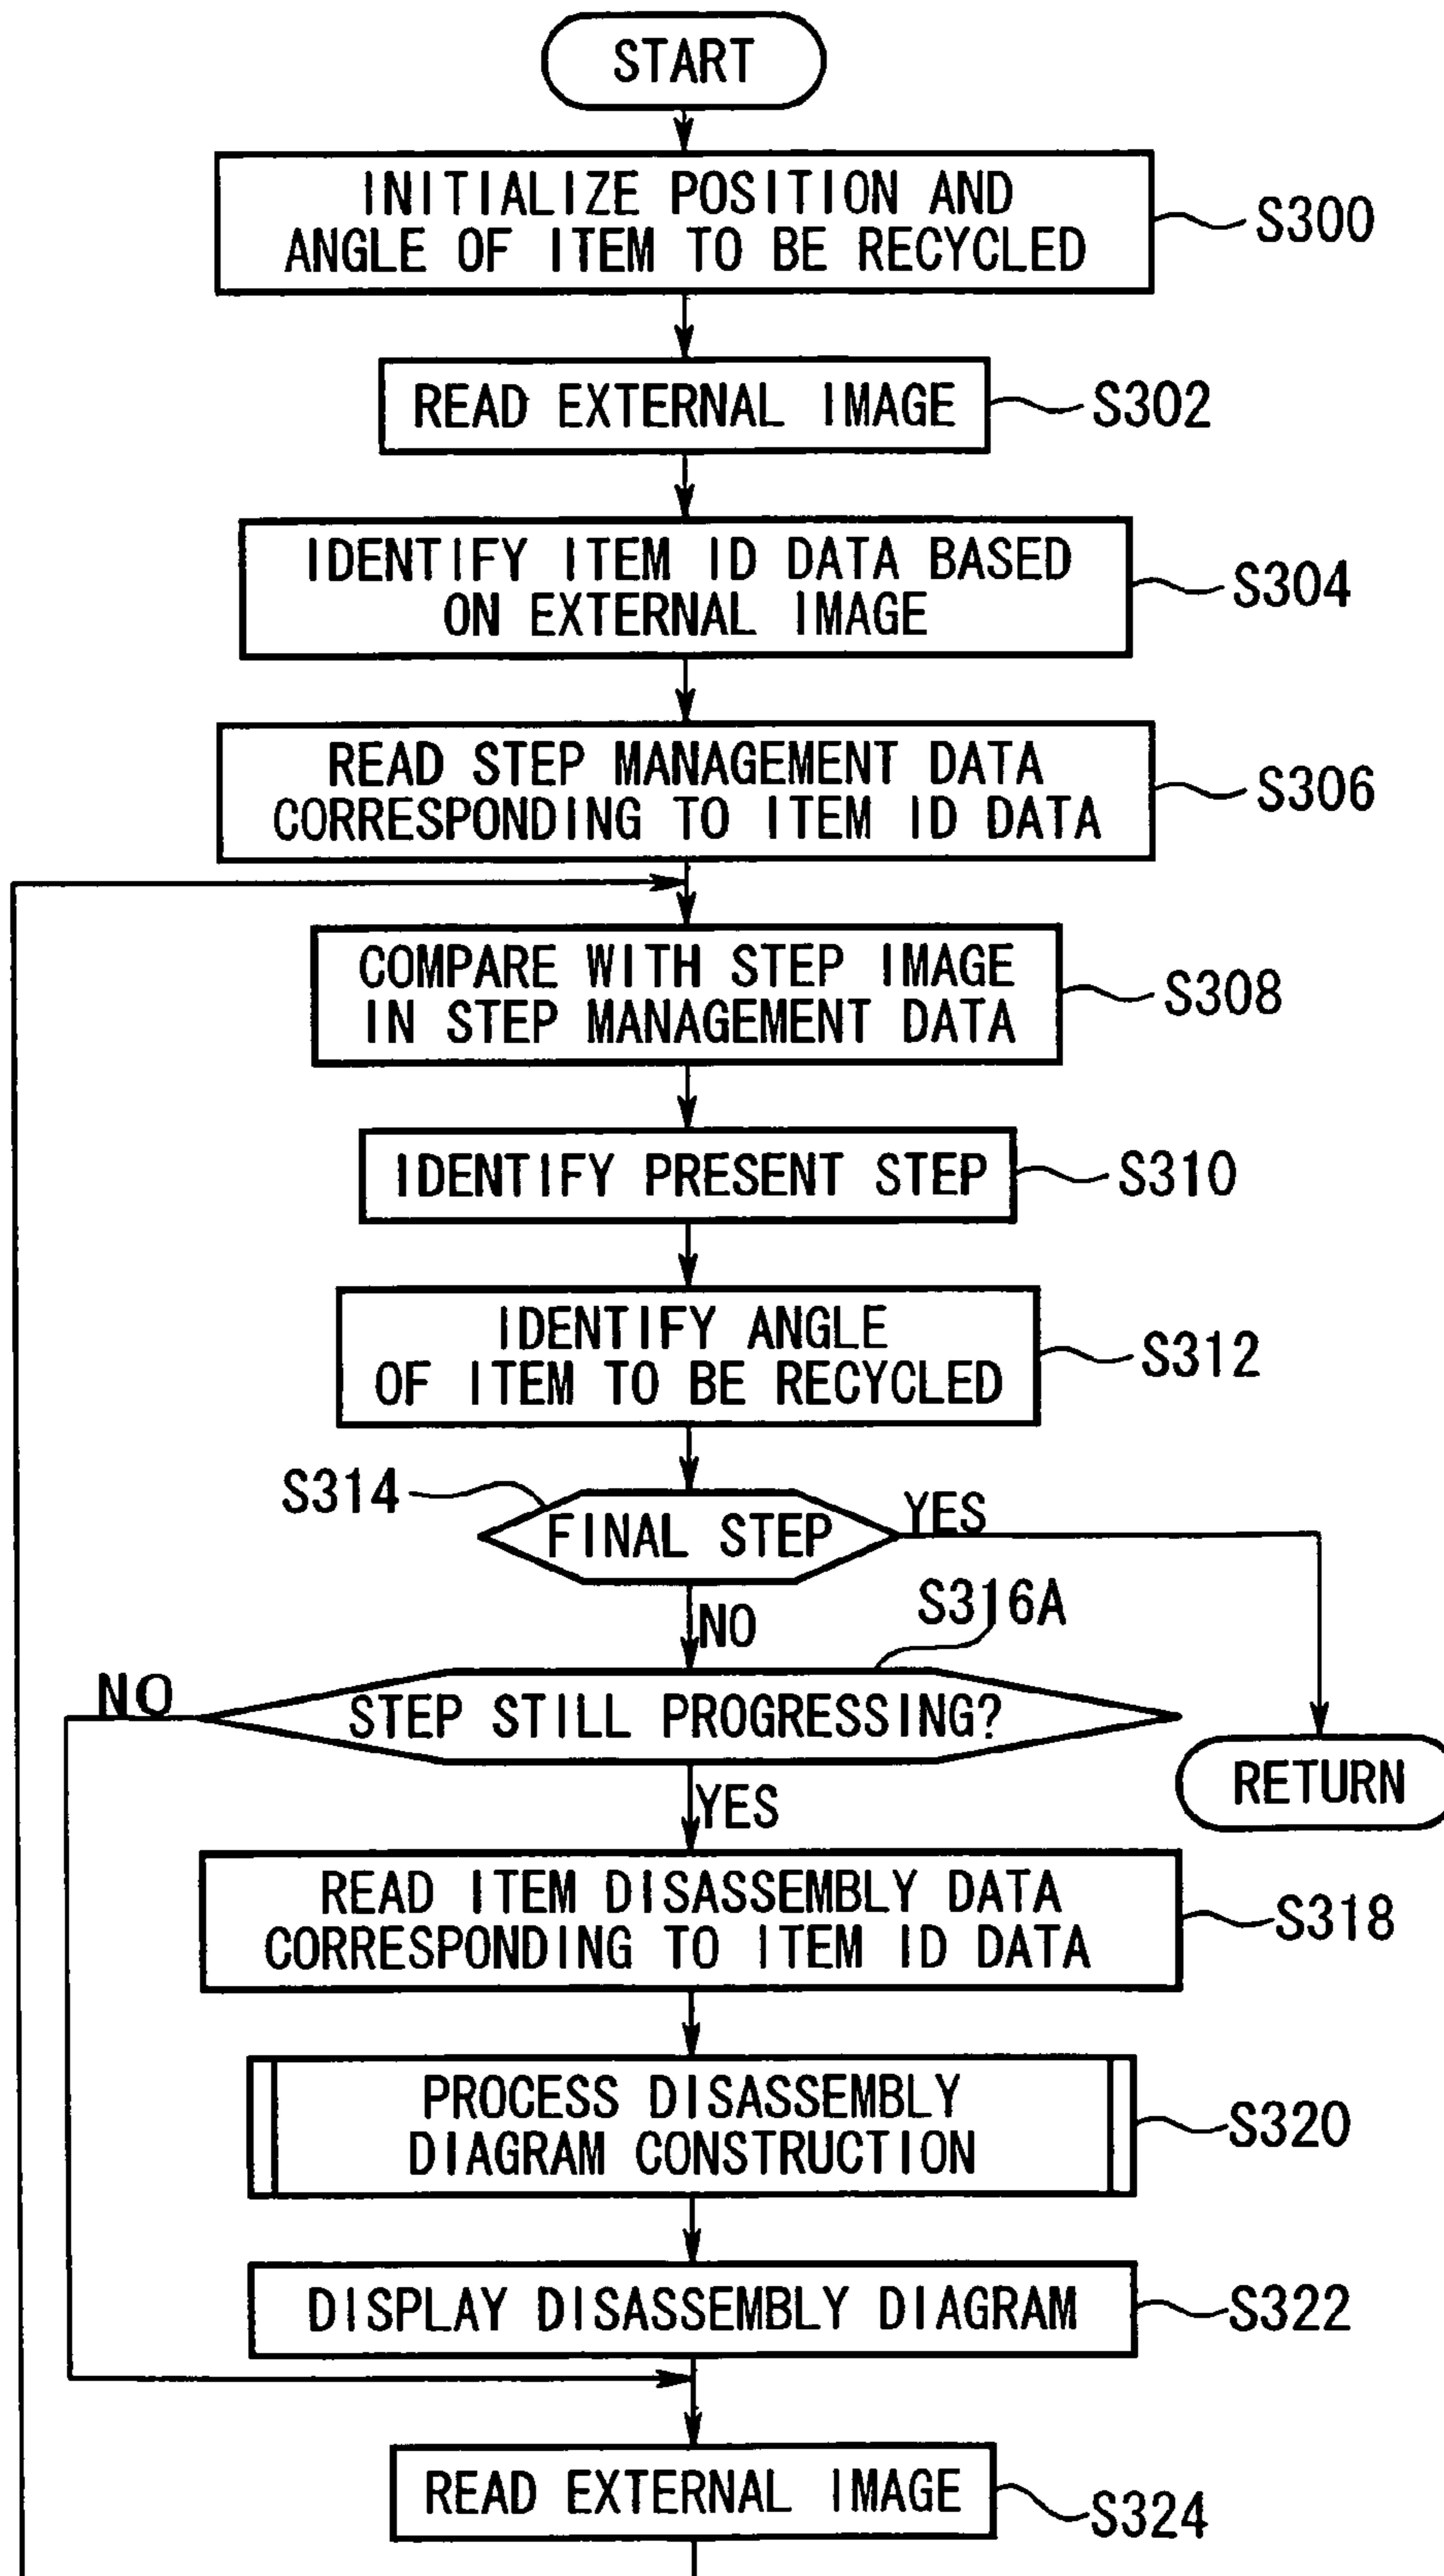 START
INITIALIZE POSITION AND
ANGLE OF ITEM TO BE RECYCLED
S300
READ EXTERNAL IMAGE
S302
IDENTIFY ITEM ID DATA BASED
ON EXTERNAL IMAGE
S304
READ STEP MANAGEMENT DATA
CORRESPONDING TO ITEM ID DATA
S306
COMPARE WITH STEP IMAGE
IN STEP MANAGEMENT DATA
S308
IDENTIFY PRESENT STEP
S310
IDENTIFY ANGLE
OF ITEM TO BE RECYCLED
S312
S314
FINAL STEP
YES
NO
S316A
NO
STEP STILL PROGRESSING?
RETURN
YES
READ ITEM DISASSEMBLY DATA
CORRESPONDING TO ITEM ID DATA
S318
PROCESS DISASSEMBLY
DIAGRAM CONSTRUCTION
S320
DISPLAY DISASSEMBLY DIAGRAM
S322
READ EXTERNAL IMAGE
S324